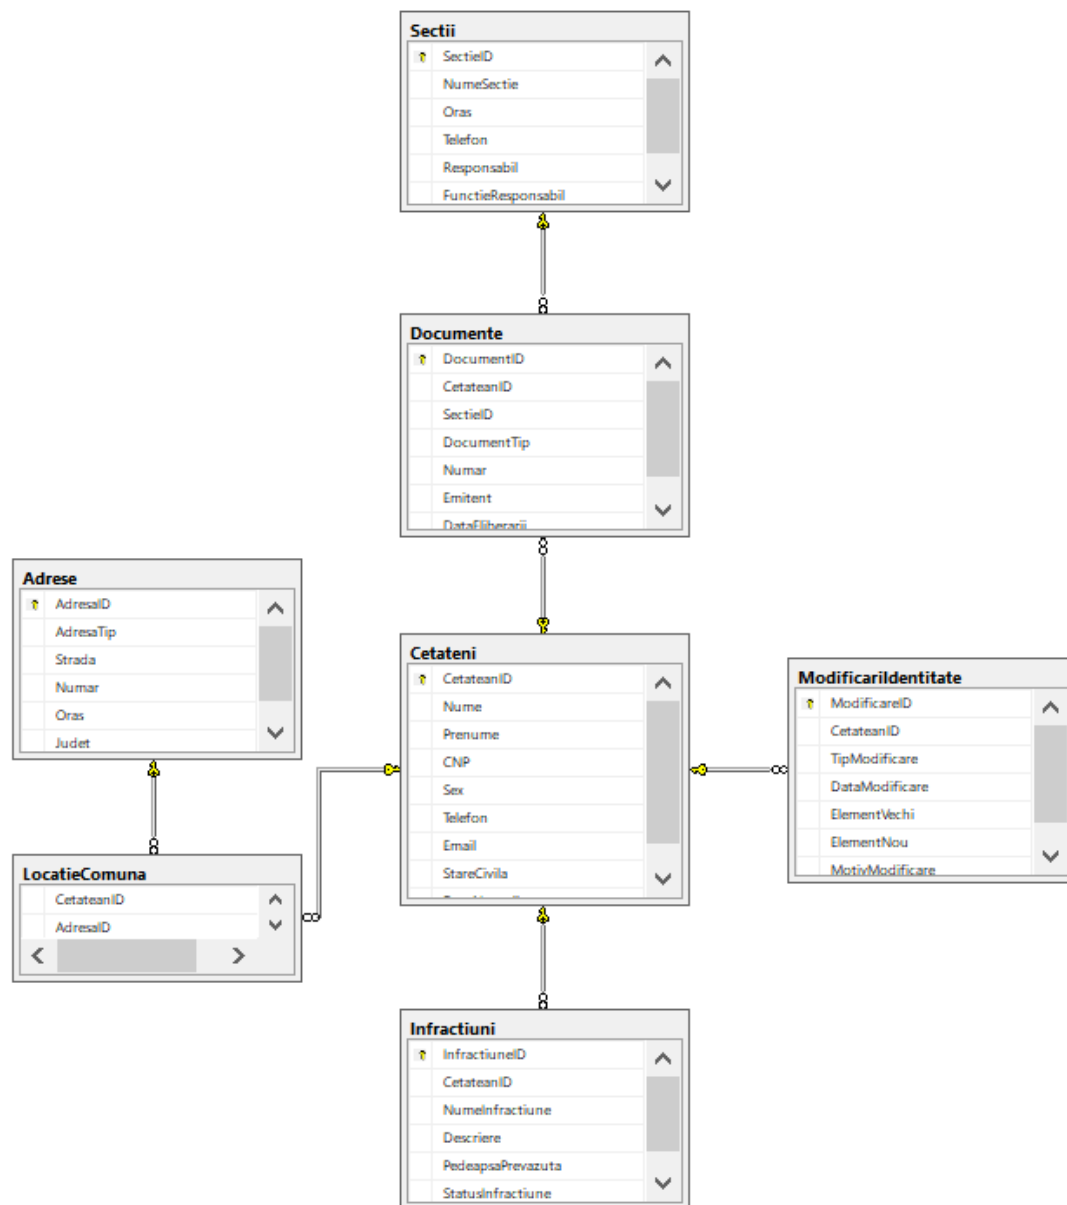 Sectii
SectieID
NumeSectie
Oras
Telefon
Responsabil
FunctieResponsabil
Documente
DocumentID
CetateanID
SectieID
DocumentTip
Numar
Emitent
DataEliberarii
Adrese
AdresaID
AdresaTip
Strada
Numar
Oras
Judet
Cetateni
CetateanID
Nume
Prenume
CNP
Sex
Telefon
Email
StareCivila
ModificariIdentitate
ModificareID
CetateanID
TipModificare
DataModificare
ElementVechi
ElementNou
MotivModificare
LocatieComuna
CetateanID
AdresaID
Infractiuni
InfractiuneID
CetateanID
NumeInfractiune
Descriere
PedeapsaPrevazuta
StatusInfractiune